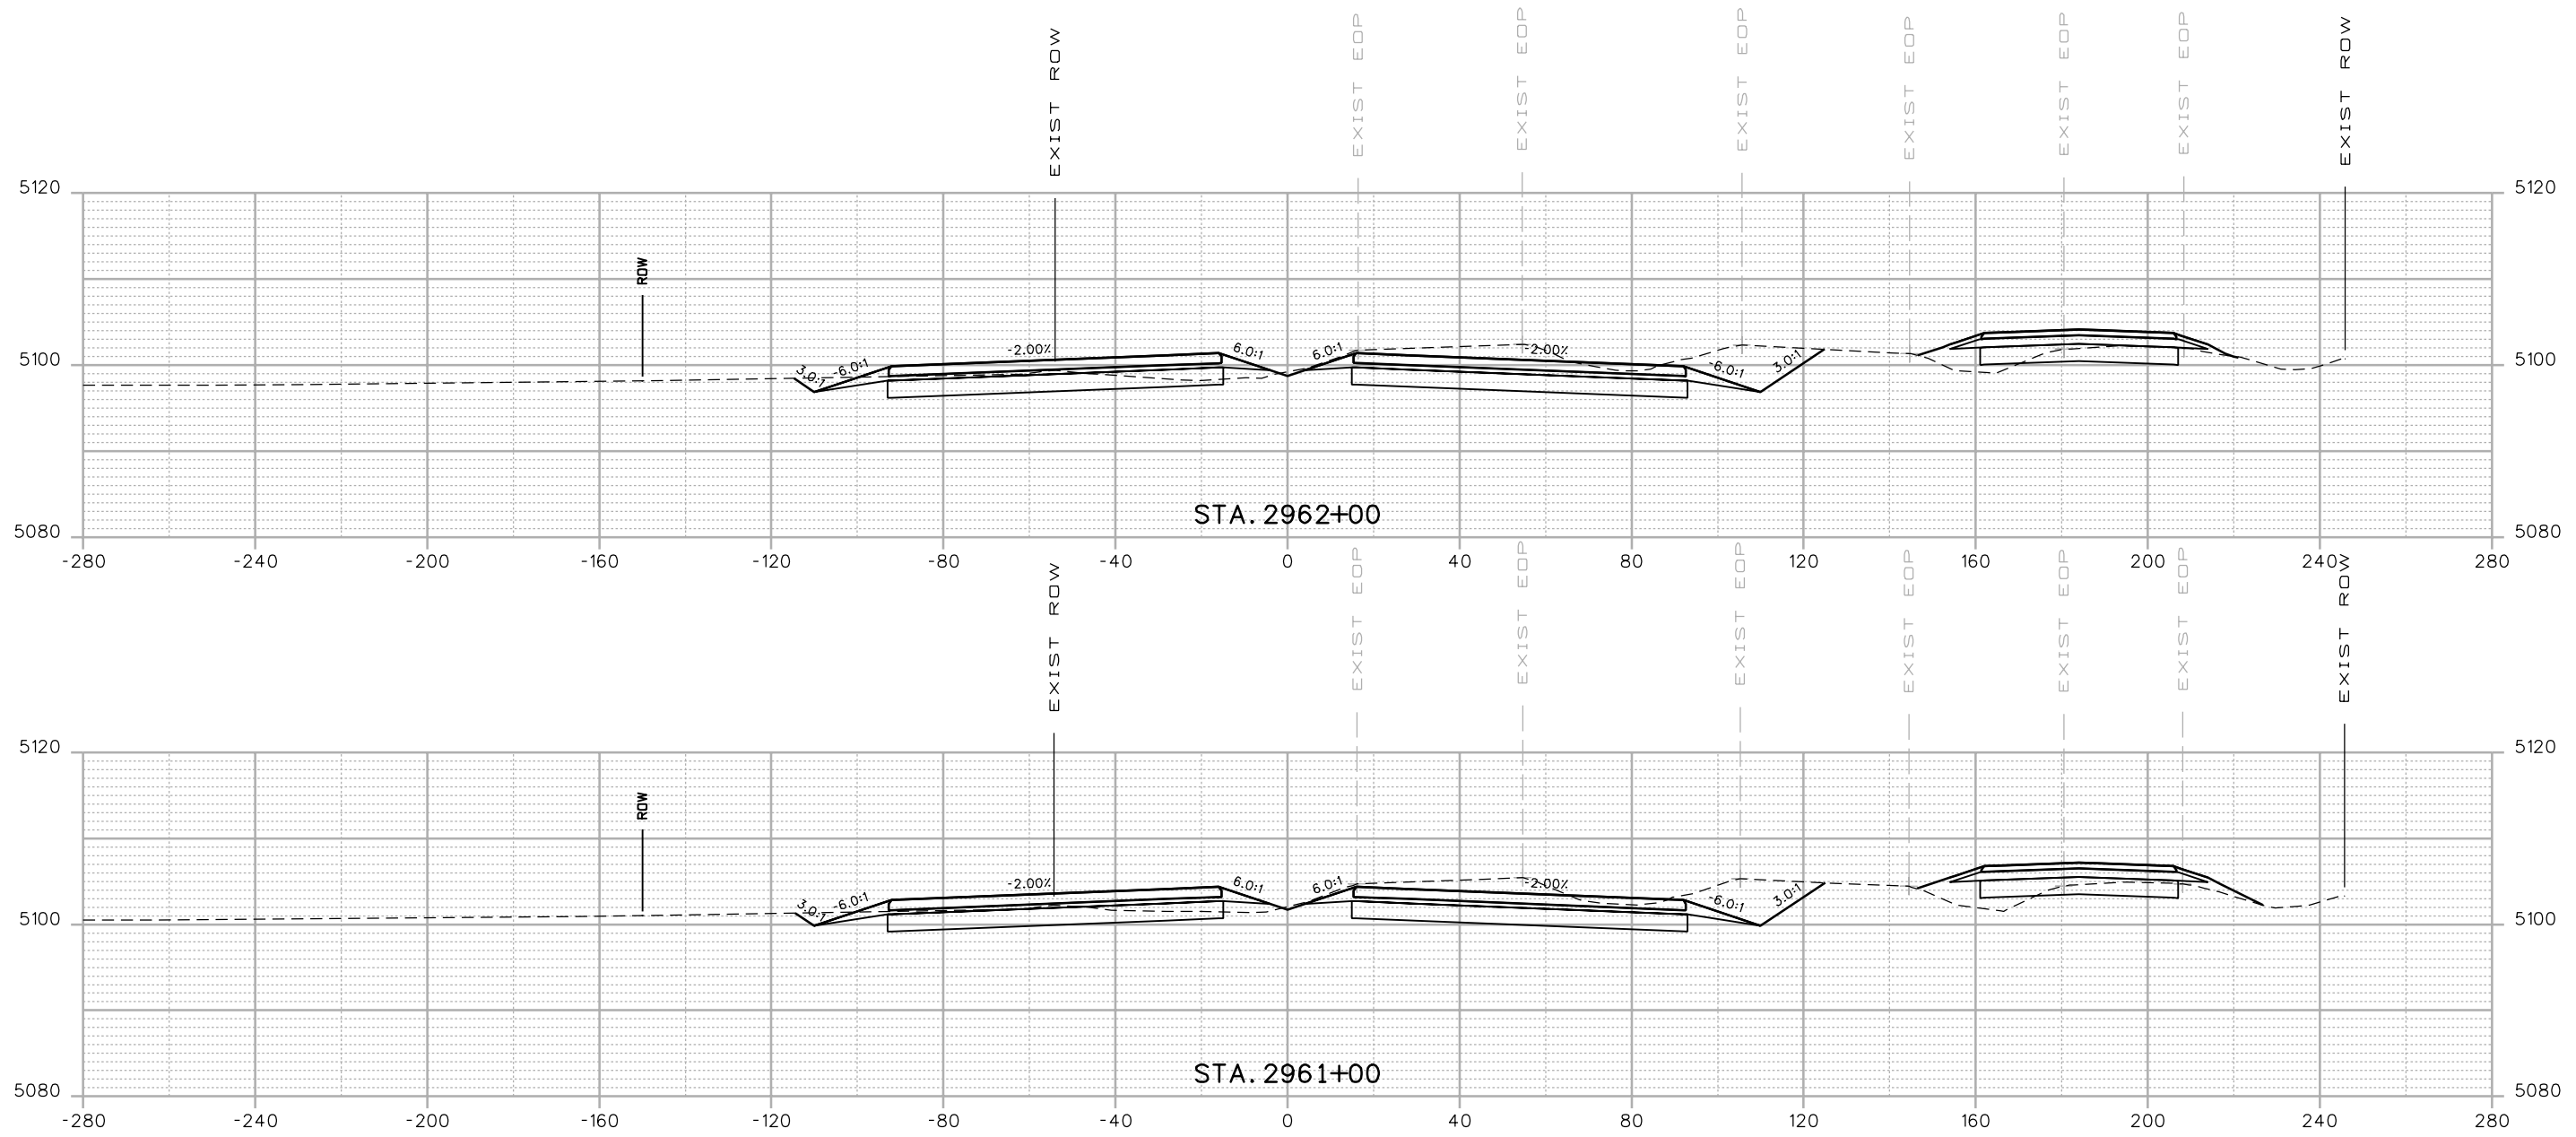 EXIST ROW
EXIST EOP
EXIST EOP
EXIST EOP
EXIST EOP
EXIST EOP
EXIST EOP
EXIST ROW
5120 5120
ROW
3.0:1 -6.0:1 -2.00% 6.0:1 6.0:1 -2.00% -6.0:1 3.0:1
5100 5100
STA. 2962+00
5080 5080
-280 -240 -200 -160 -120 -80 -40 0 40 80 120 160 200 240 280
EXIST ROW
EXIST EOP
EXIST EOP
EXIST EOP
EXIST EOP
EXIST EOP
EXIST EOP
EXIST ROW
5120 5120
ROW
3.0:1 -6.0:1 -2.00% 6.0:1 6.0:1 -2.00% -6.0:1 3.0:1
5100 5100
STA. 2961+00
5080 5080
-280 -240 -200 -160 -120 -80 -40 0 40 80 120 160 200 240 280